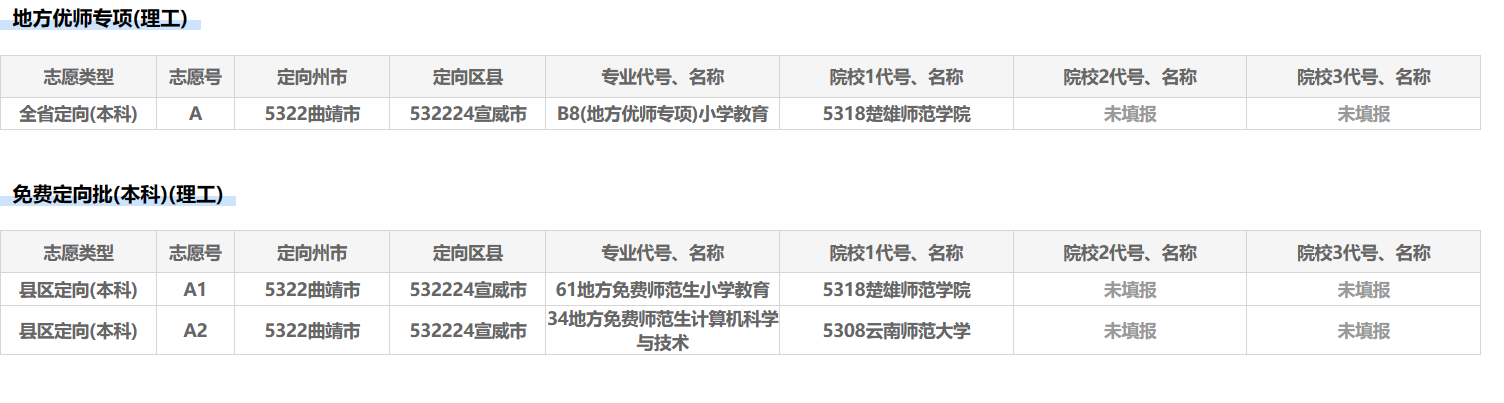 地方优师专项(理工)
志愿类型 志愿号 定向州市 定向区县 专业代号、名称 院校1代号、名称 院校2代号、名称 院校3代号、名称
全省定向(本科) A 5322曲靖市 532224宣威市 B8(地方优师专项)小学教育 5318楚雄师范学院 未填报 未填报
免费定向批(本科)(理工)
志愿类型 志愿号 定向州市 定向区县 专业代号、名称 院校1代号、名称 院校2代号、名称 院校3代号、名称
县区定向(本科) A1 5322曲靖市 532224宣威市 61地方免费师范生小学教育 5318楚雄师范学院 未填报 未填报
县区定向(本科) A2 5322曲靖市 532224宣威市 34地方免费师范生计算机科学 5308云南师范大学 未填报 未填报
与技术